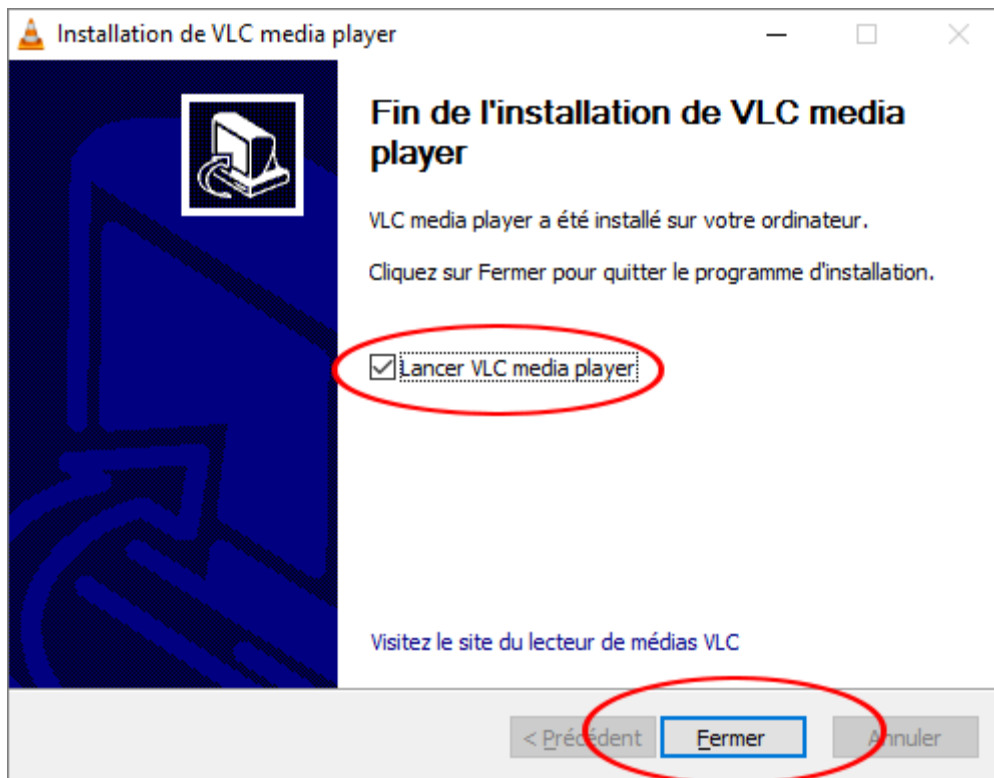 Installation de VLC media player
Fin de l'installation de VLC media
player
VLC media player a été installé sur votre ordinateur.
Cliquez sur Fermer pour quitter le programme d'installation.
Lancer VLC media player
Visitez le site du lecteur de médias VLC
< Précédent Fermer Annuler